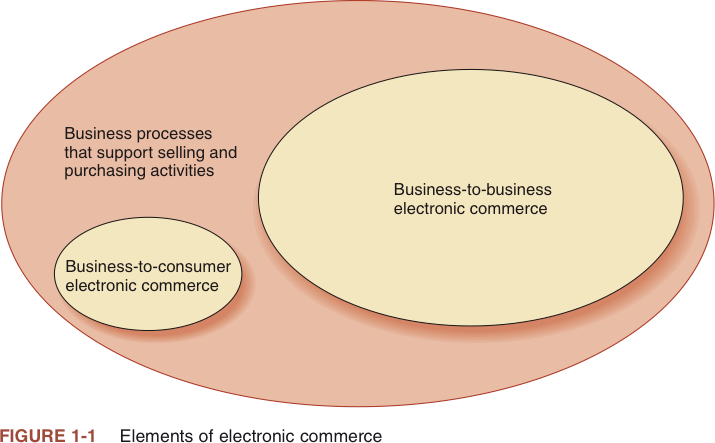 Business processes
that support selling and
purchasing activities
Business-to-business
electronic commerce
Business-to-consumer
electronic commerce
FIGURE 1-1 Elements of electronic commerce